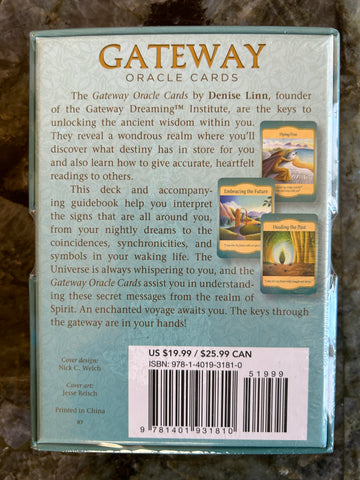 GATEWAY
ORACLE CARDS
The Gateway Oracle Cards by Denise Linn, founder
of the Gateway Dreaming™ Institute, are the keys to
unlocking the ancient wisdom within you.
They reveal a wondrous realm where you'll
discover what destiny has in store for you
and also learn how to give accurate, heartfelt
readings to others.
This deck and accompany-
ing guidebook help you interpret
the signs that are all around you,
from your nightly dreams to the
coincidences, synchronicities, and
symbols in your waking life. The
Universe is always whispering to you, and the
Gateway Oracle Cards assist you in understand-
ing these secret messages from the realm of
Spirit. An enchanted voyage awaits you. The keys through
the gateway are in your hands!
Flying Free
Embracing the Future
Healing the Past
Cover design:
Nick C. Welch
Cover art:
Jesse Reisch
Printed in China
US $19.99 / $25.99 CAN
ISBN: 978-1-4019-3181-0
51999
9 781401 931810